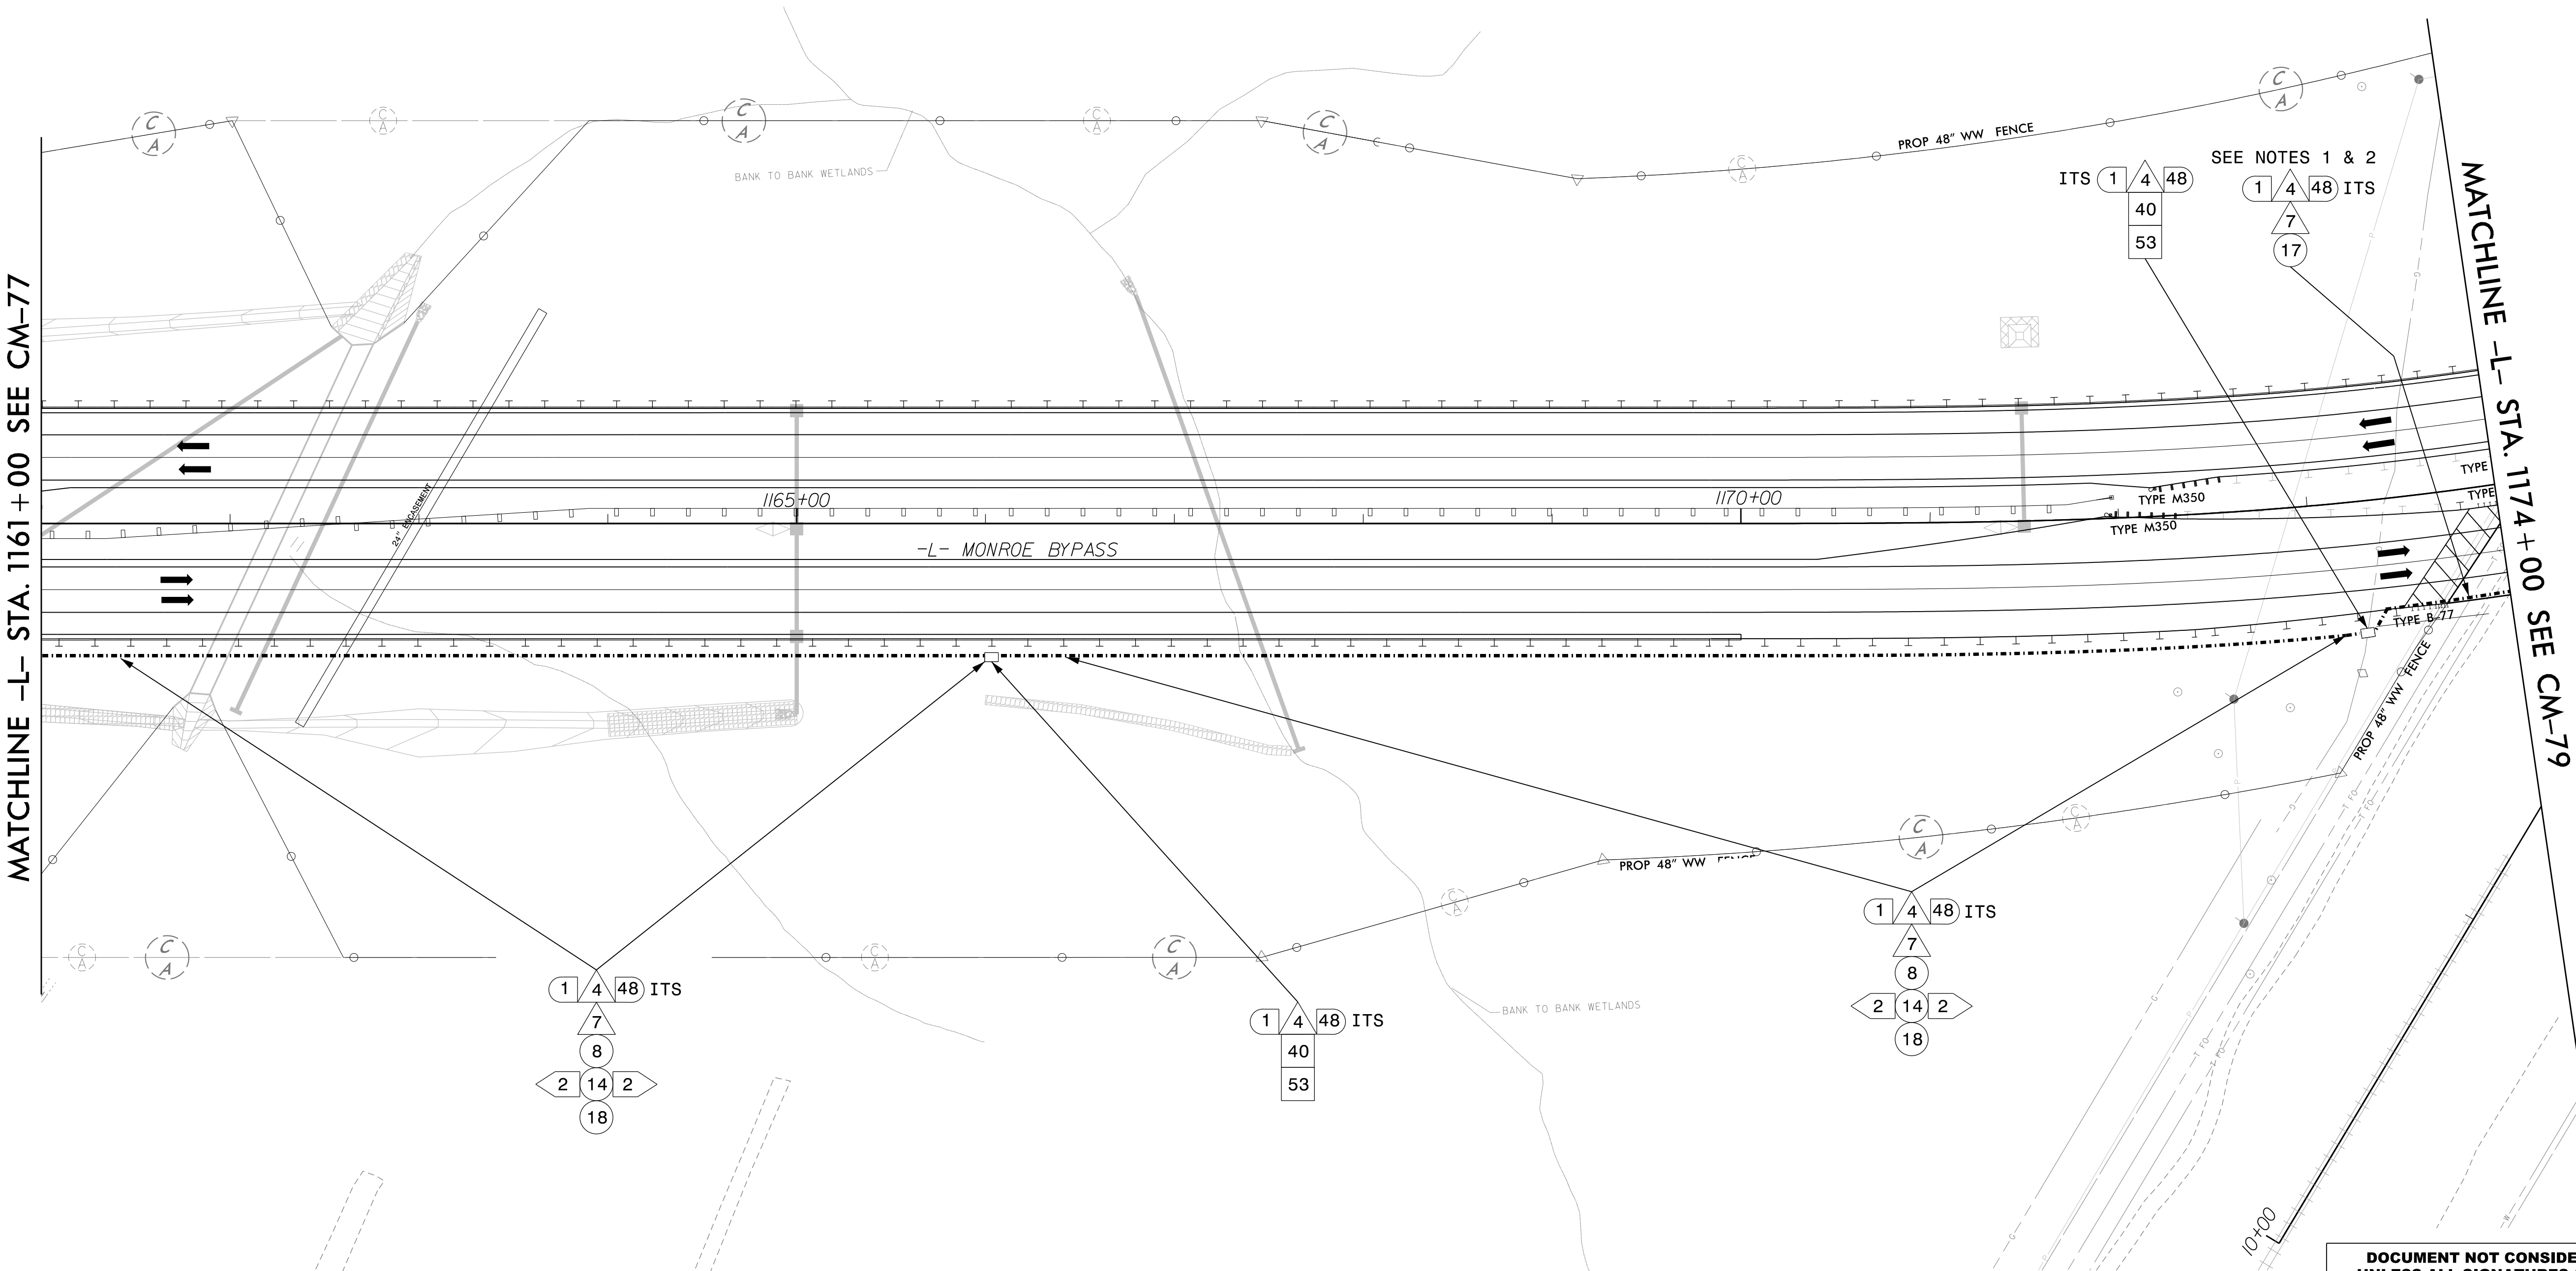 MATCHLINE -L- STA. 1161+00 SEE CM-77
C
A
C
A
C
A
C
A
C
A
C
C
A
C
A
BANK TO BANK WETLANDS
PROP 48" WW FENCE
ITS 1 4 48
40
53
SEE NOTES 1 & 2
1 4 48 ITS
7
17
MATCHLINE -L- STA. 1174+00 SEE CM-79
24" ENCASEMENT
1165+00
1170+00
-L- MONROE BYPASS
TYPE M350
TYPE M350
TYPE
TYPE
TYPE B-77
PROP 48" WW FENCE
PROP 48" WW
C
A
C
A
C
A
C
A
C
A
C
A
C
A
1 4 48 ITS
7
8
2 14 2
18
1 4 48 ITS
40
53
1 4 48 ITS
7
8
2 14 2
18
BANK TO BANK WETLANDS
G
G
G
G
P
P
T FO
T FO
T FO
T FO
W
10+00
DOCUMENT NOT CONSIDE